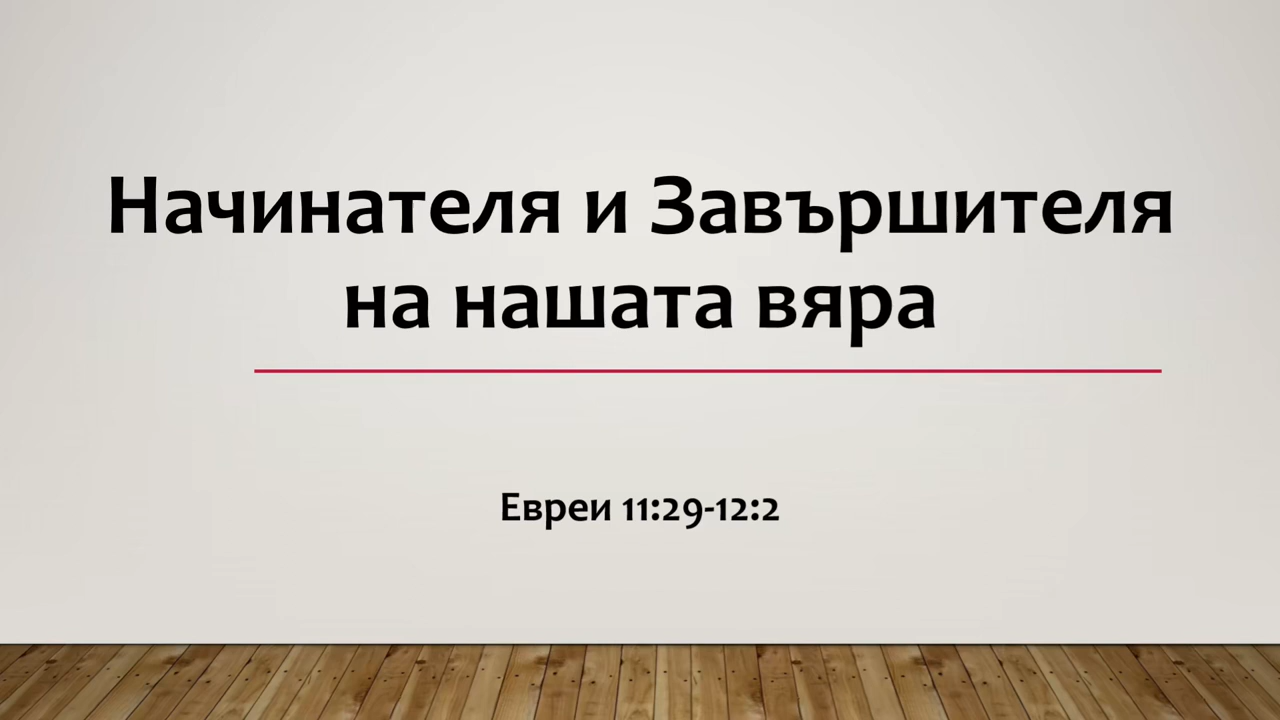 Начинателя и Завършителя
на нашата вяра
Евреи 11:29-12:2